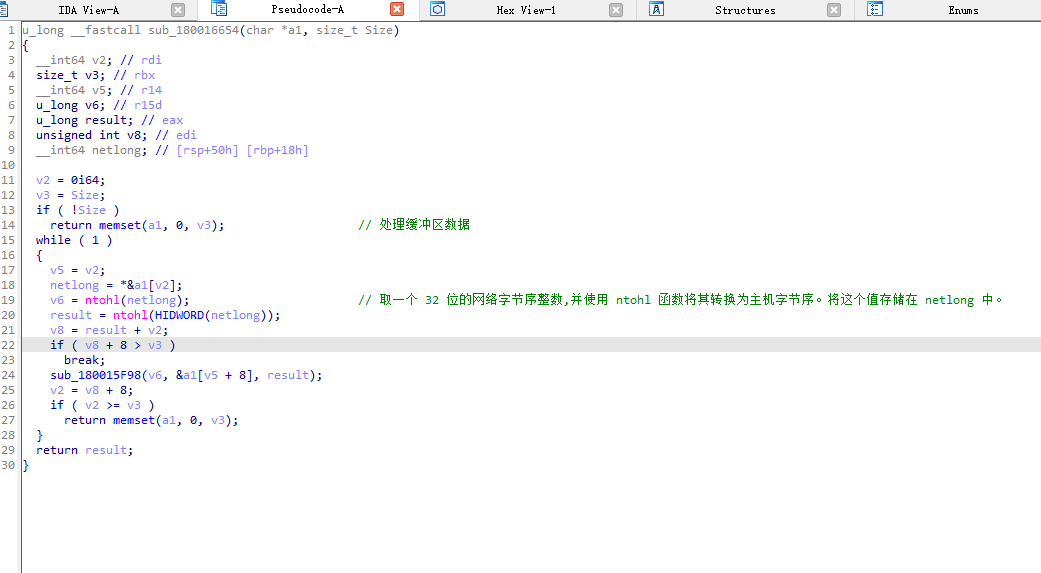 IDA View-A Pseudocode-A Hex View-1 Structures Enums
1 u_long __fastcall sub_180016654(char *a1, size_t Size)
2 {
3 __int64 v2; // rdi
4 size_t v3; // rbx
5 __int64 v5; // r14
6 u_long v6; // r15d
7 u_long result; // eax
8 unsigned int v8; // edi
9 __int64 netlong; // [rsp+50h] [rbp+18h]
10
11 v2 = 0i64;
12 v3 = Size;
13 if ( !Size )
14 return memset(a1, 0, v3); // 处理缓冲区数据
15 while ( 1 )
16 {
17 v5 = v2;
18 netlong = *&a1[v2];
19 v6 = ntohl(netlong); // 取一个 32 位的网络字节序整数,并使用 ntohl 函数将其转换为主机字节序。将这个值存储在 netlong 中。
20 result = ntohl(HIDWORD(netlong));
21 v8 = result + v2;
22 if ( v8 + 8 > v3 )
23 break;
24 sub_180015F98(v6, &a1[v5 + 8], result);
25 v2 = v8 + 8;
26 if ( v2 >= v3 )
27 return memset(a1, 0, v3);
28 }
29 return result;
30 }